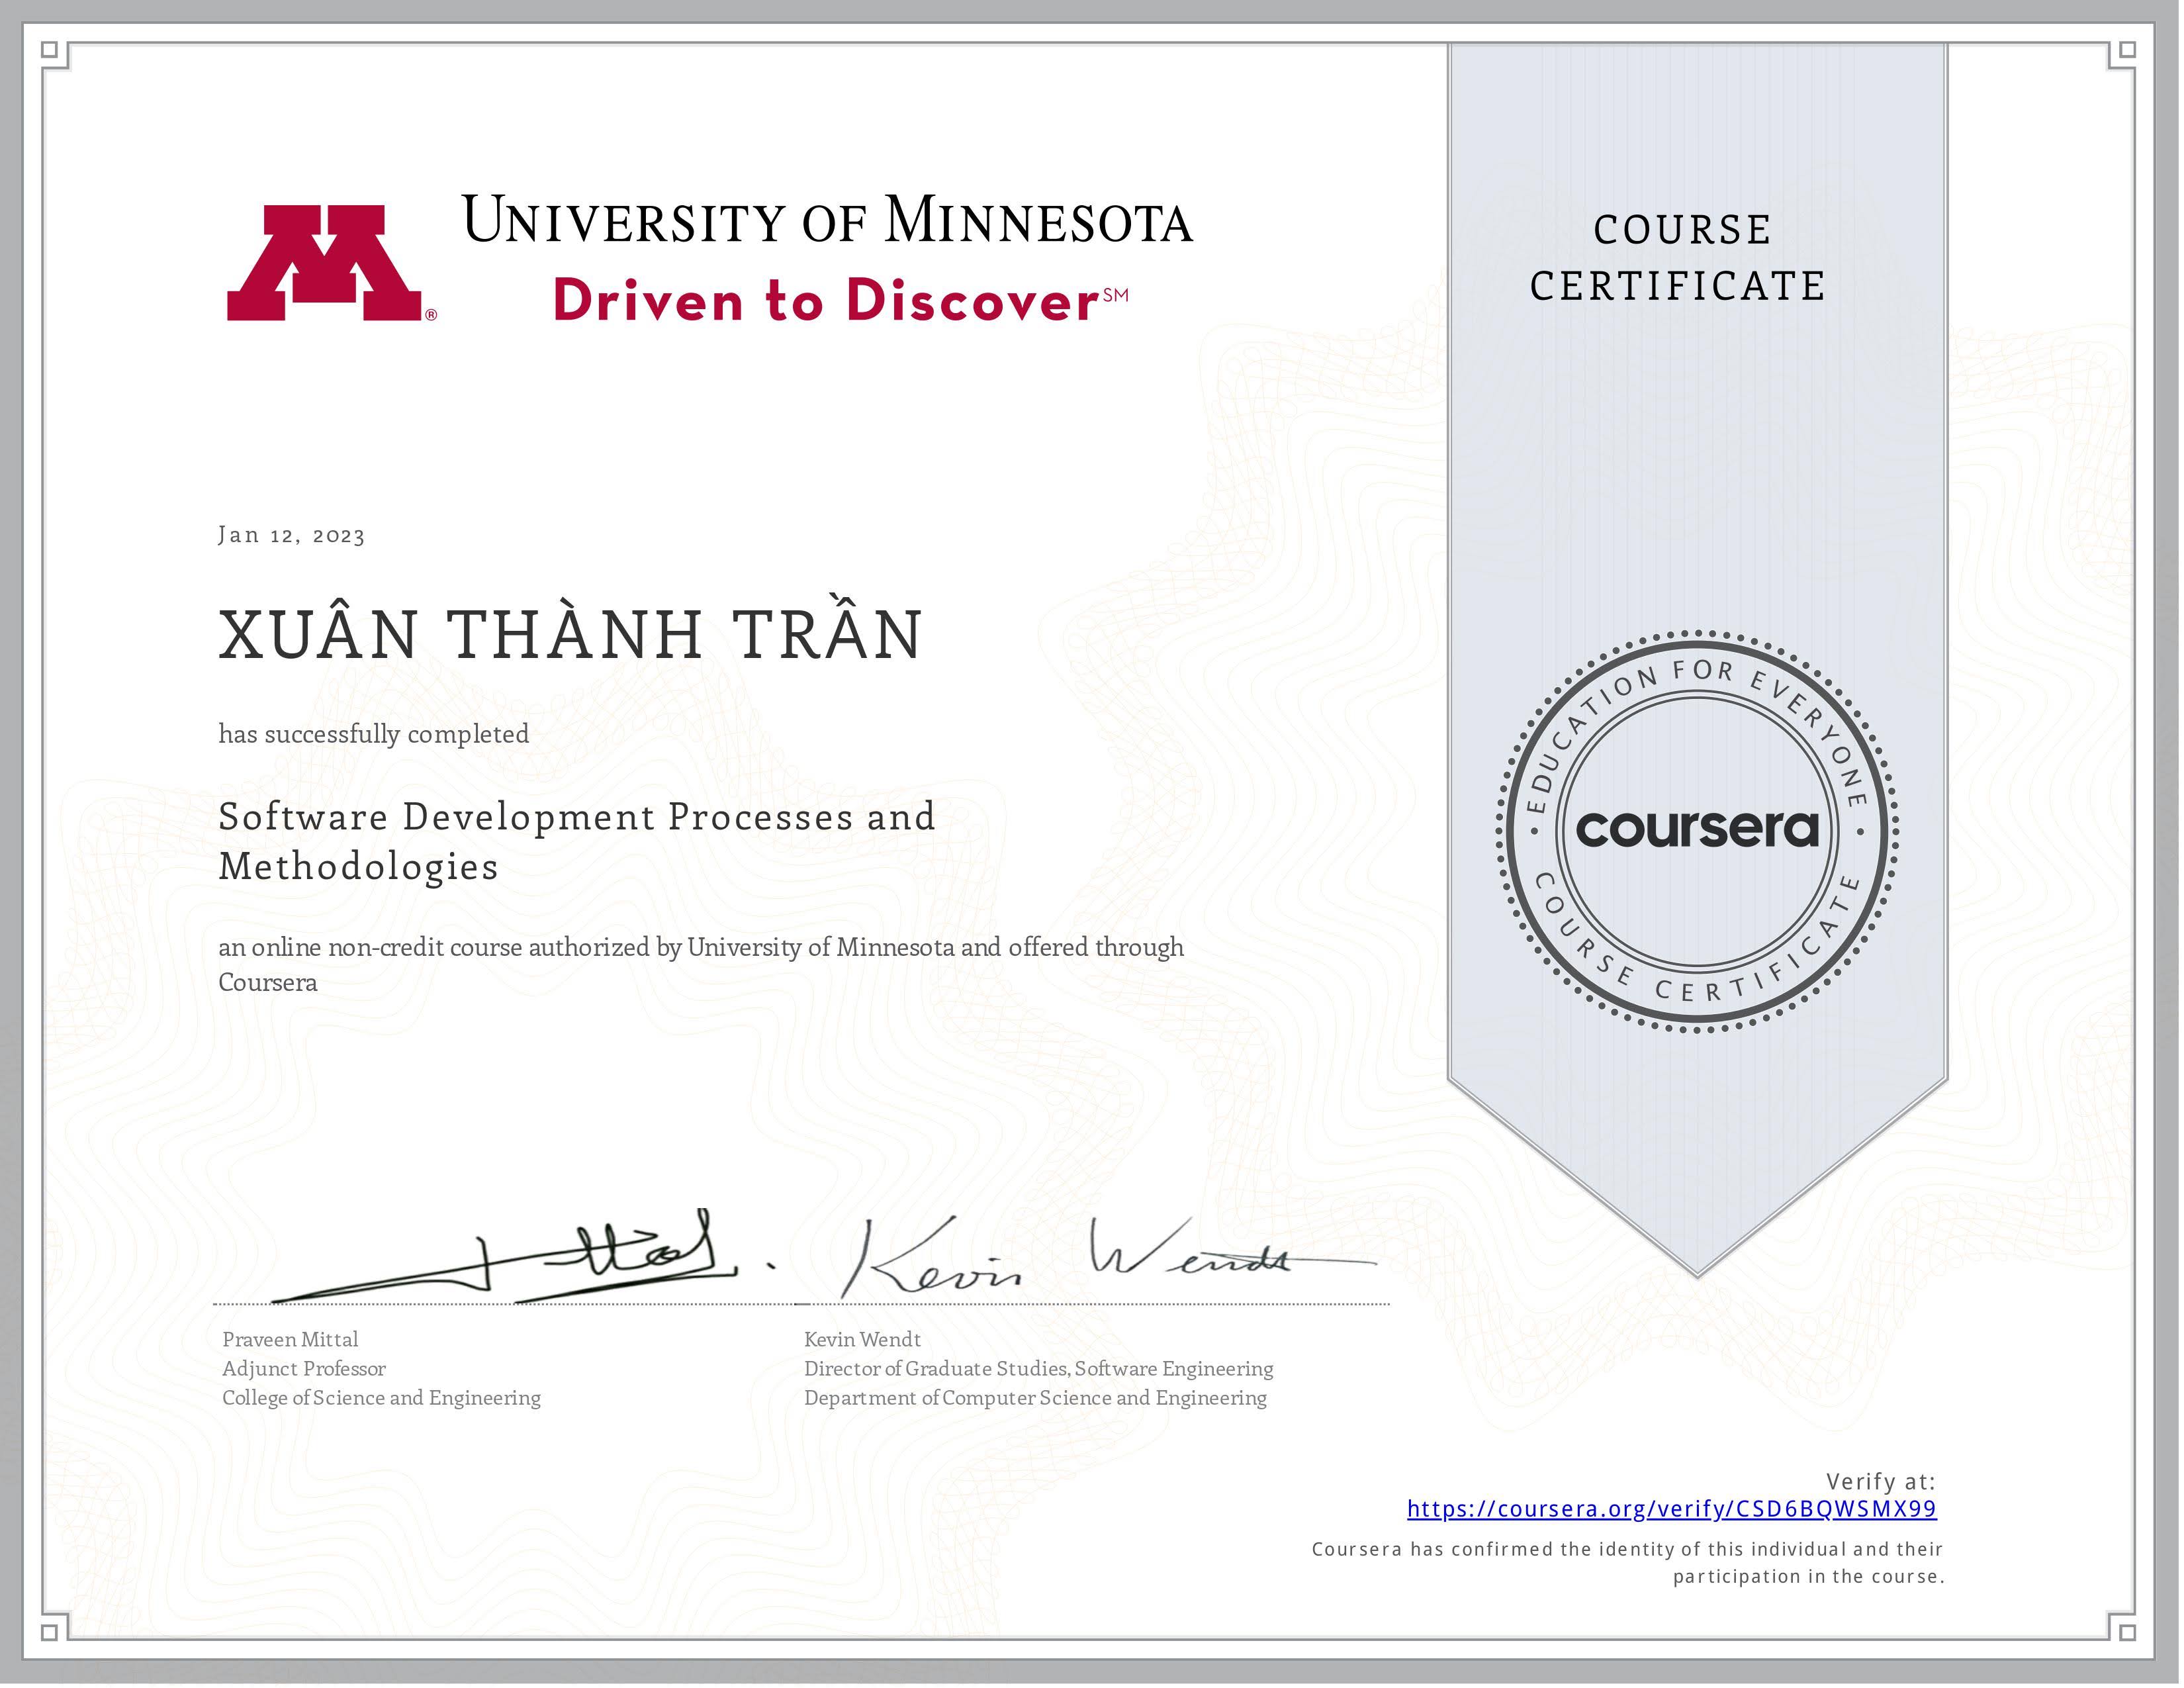 UNIVERSITY OF MINNESOTA
Driven to Discover℠
®
COURSE
CERTIFICATE
Jan 12, 2023
XUÂN THÀNH TRẦN
has successfully completed
Software Development Processes and
Methodologies
an online non-credit course authorized by University of Minnesota and offered through
Coursera
EDUCATION FOR EVERYONE
coursera
COURSE CERTIFICATE
Kevin Wendt
Praveen Mittal
Adjunct Professor
College of Science and Engineering
Kevin Wendt
Director of Graduate Studies, Software Engineering
Department of Computer Science and Engineering
Verify at:
https://coursera.org/verify/CSD6BQWSMX99
Coursera has confirmed the identity of this individual and their
participation in the course.